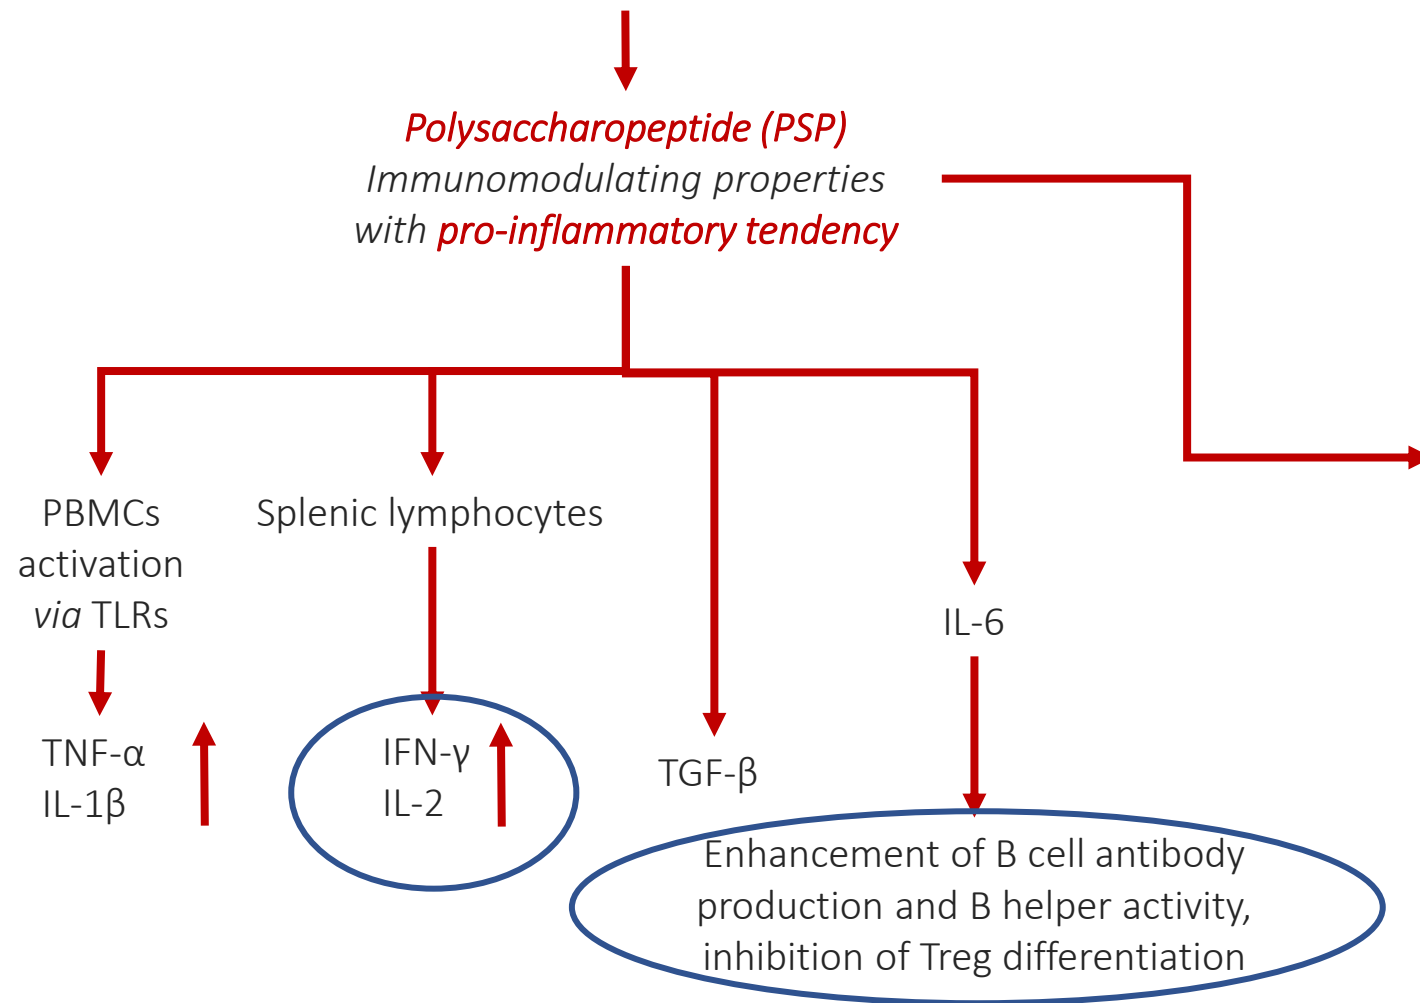 Polysaccharopeptide (PSP)
Immunomodulating properties
with pro-inflammatory tendency
PBMCs
activation
via TLRs
Splenic lymphocytes
IL-6
TNF-α
IL-1β
IFN-γ
IL-2
TGF-β
Enhancement of B cell antibody
production and B helper activity,
inhibition of Treg differentiation